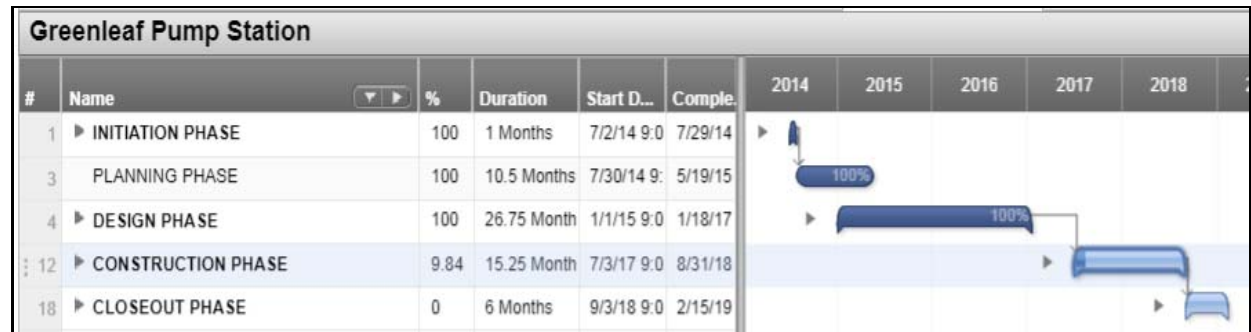 Greenleaf Pump Station
# Name % Duration Start D... Comple. 2014 2015 2016 2017 2018
1 INITIATION PHASE 100 1 Months 7/2/14 9:0 7/29/14
3 PLANNING PHASE 100 10.5 Months 7/30/14 9: 5/19/15 100%
4 DESIGN PHASE 100 26.75 Month 1/1/15 9:0 1/18/17 100%
12 CONSTRUCTION PHASE 9.84 15.25 Month 7/3/17 9:0 8/31/18
18 CLOSEOUT PHASE 0 6 Months 9/3/18 9:0 2/15/19